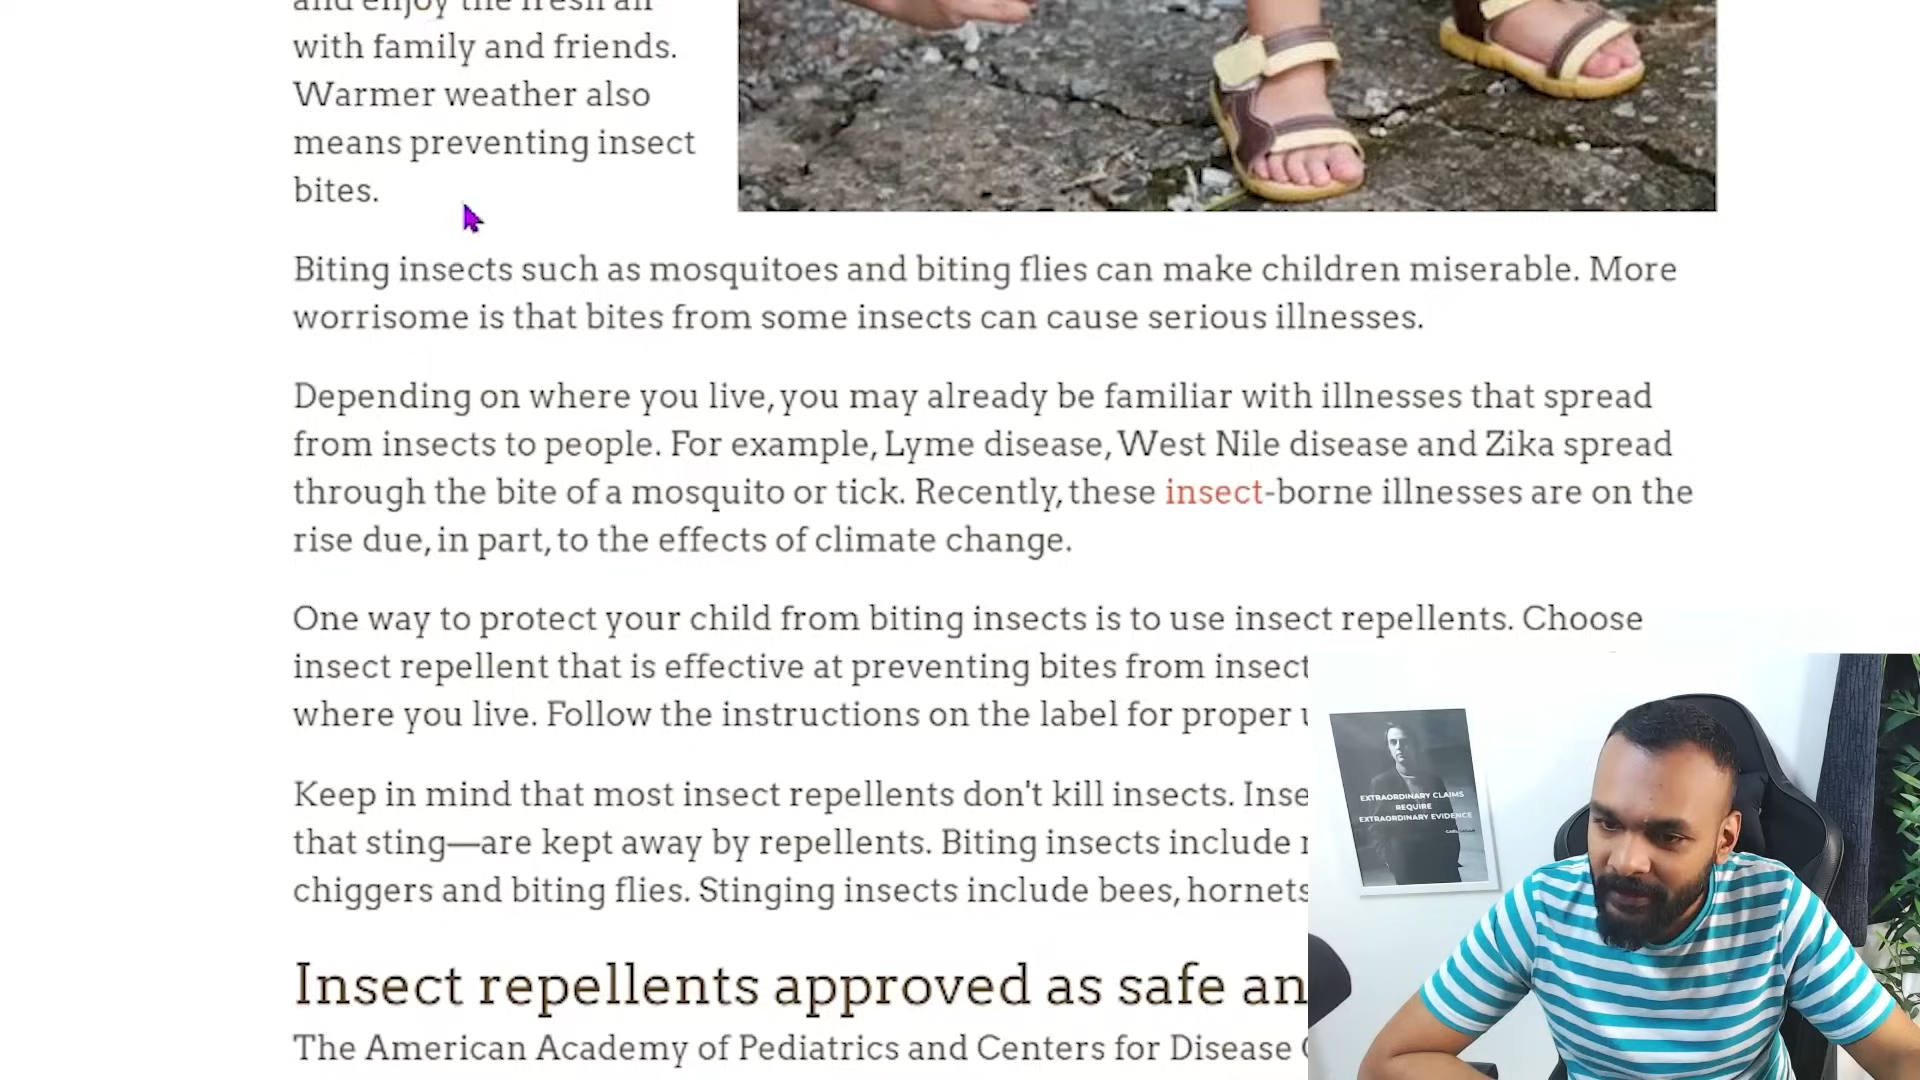 and enjoy the fresh air
with family and friends.
Warmer weather also
means preventing insect
bites.
Biting insects such as mosquitoes and biting flies can make children miserable. More
worrisome is that bites from some insects can cause serious illnesses.
Depending on where you live, you may already be familiar with illnesses that spread
from insects to people. For example, Lyme disease, West Nile disease and Zika spread
through the bite of a mosquito or tick. Recently, these insect-borne illnesses are on the
rise due, in part, to the effects of climate change.
One way to protect your child from biting insects is to use insect repellents. Choose
insect repellent that is effective at preventing bites from insect
where you live. Follow the instructions on the label for proper
Keep in mind that most insect repellents don't kill insects. Inse
that sting—are kept away by repellents. Biting insects include
chiggers and biting flies. Stinging insects include bees, hornets
Insect repellents approved as safe an
The American Academy of Pediatrics and Centers for Disease
EXTRAORDINARY CLAIMS
REQUIRE
EXTRAORDINARY EVIDENCE